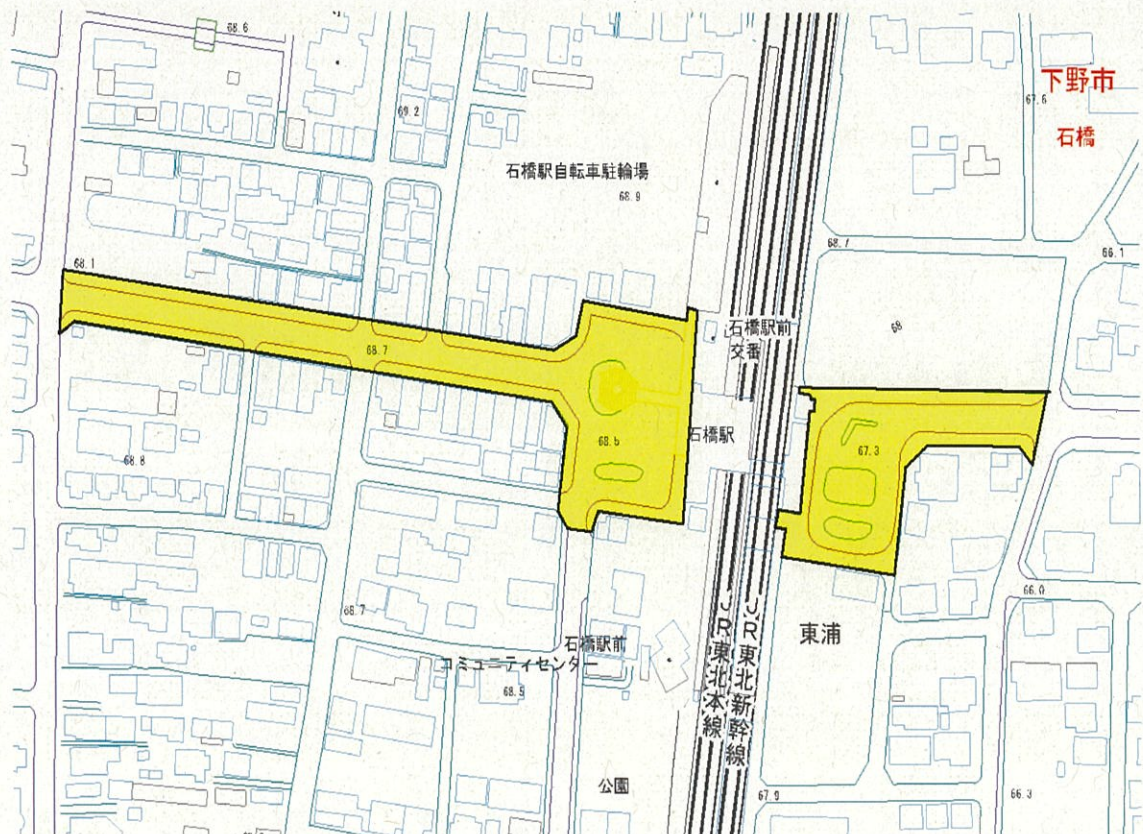 68.6
下野市
67.6
69.2
石橋
石橋駅自転車駐輪場
68.9
68.7
66.1
68.1
石橋駅前
交番
68
68.7
石橋駅
68.5
67.3
68.8
66.0
68.7
東浦
石橋駅前
コミュニティセンター
68.5
JR東北本線
JR東北新幹線
公園
67.9
66.3